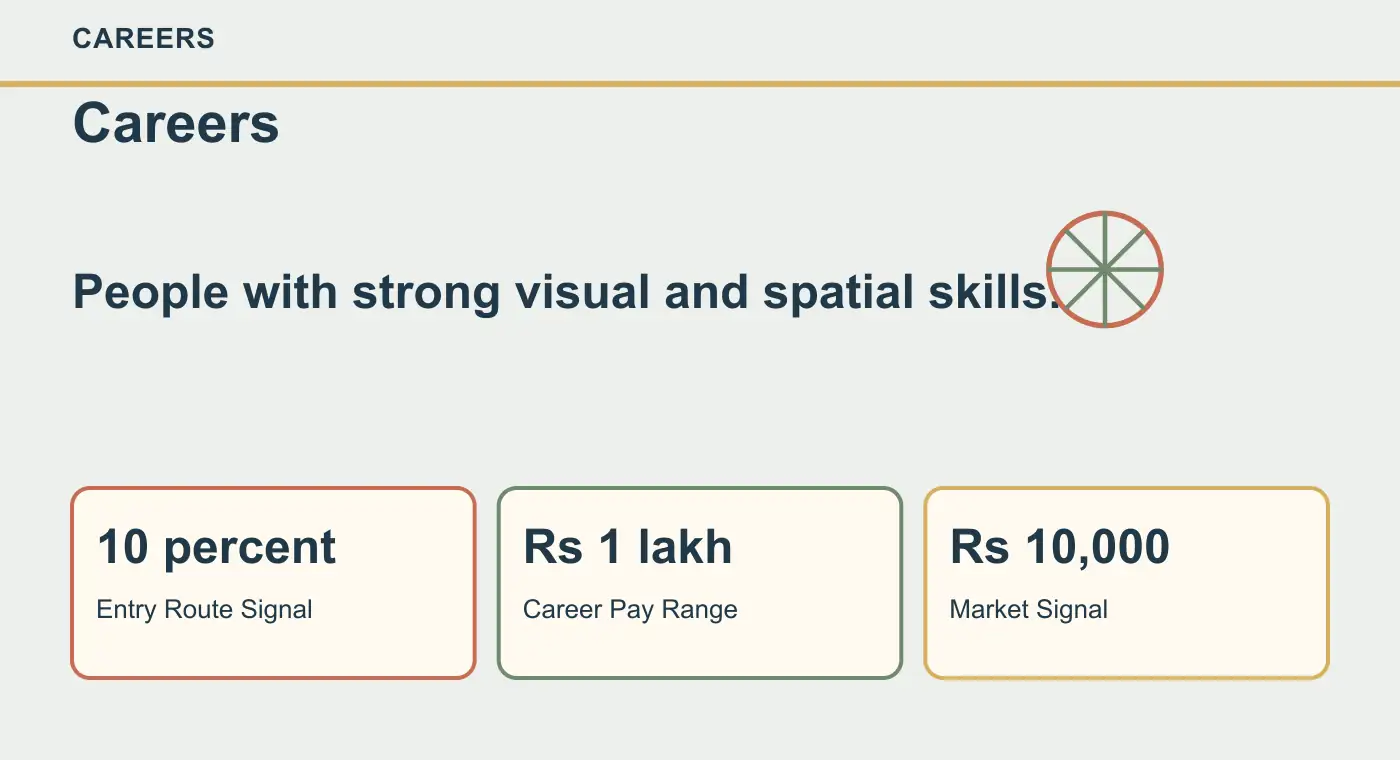 CAREERS
Careers
People with strong visual and spatial skills.
10 percent
Entry Route Signal
Rs 1 lakh
Career Pay Range
Rs 10,000
Market Signal